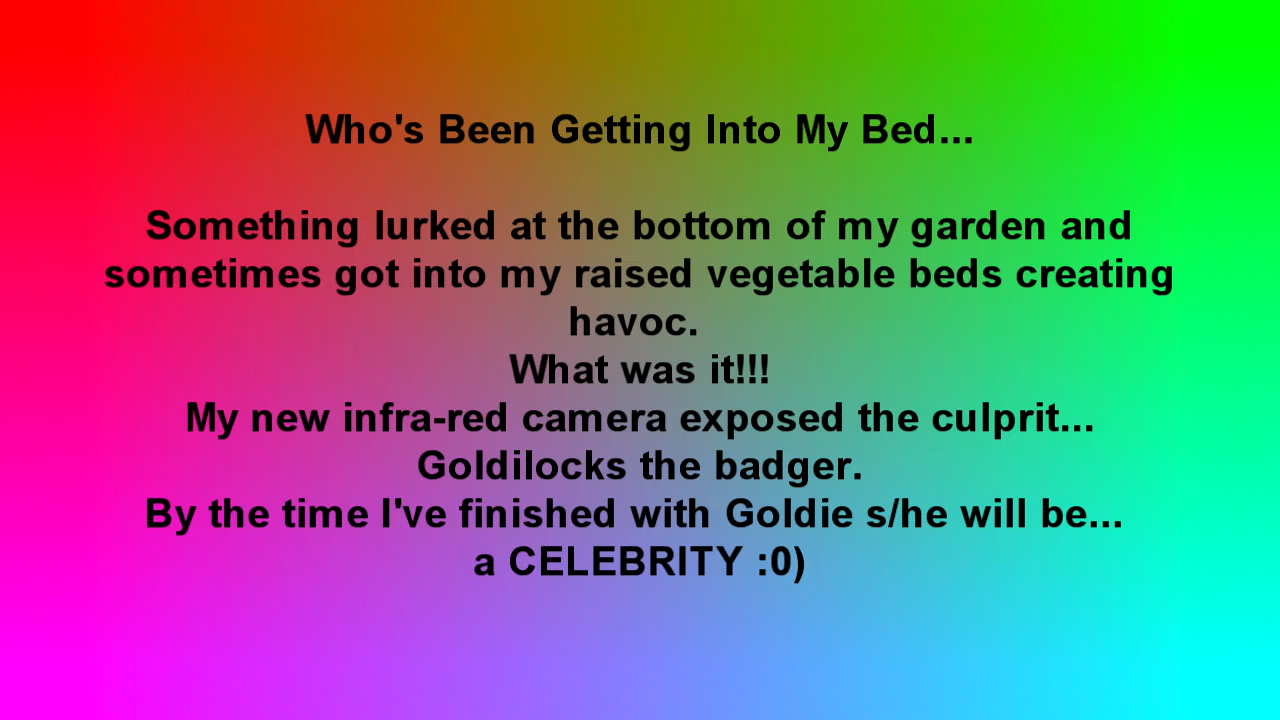 Who's Been Getting Into My Bed...
Something lurked at the bottom of my garden and
sometimes got into my raised vegetable beds creating
havoc.
What was it!!!
My new infra-red camera exposed the culprit...
Goldilocks the badger.
By the time I've finished with Goldie s/he will be...
a CELEBRITY :0)